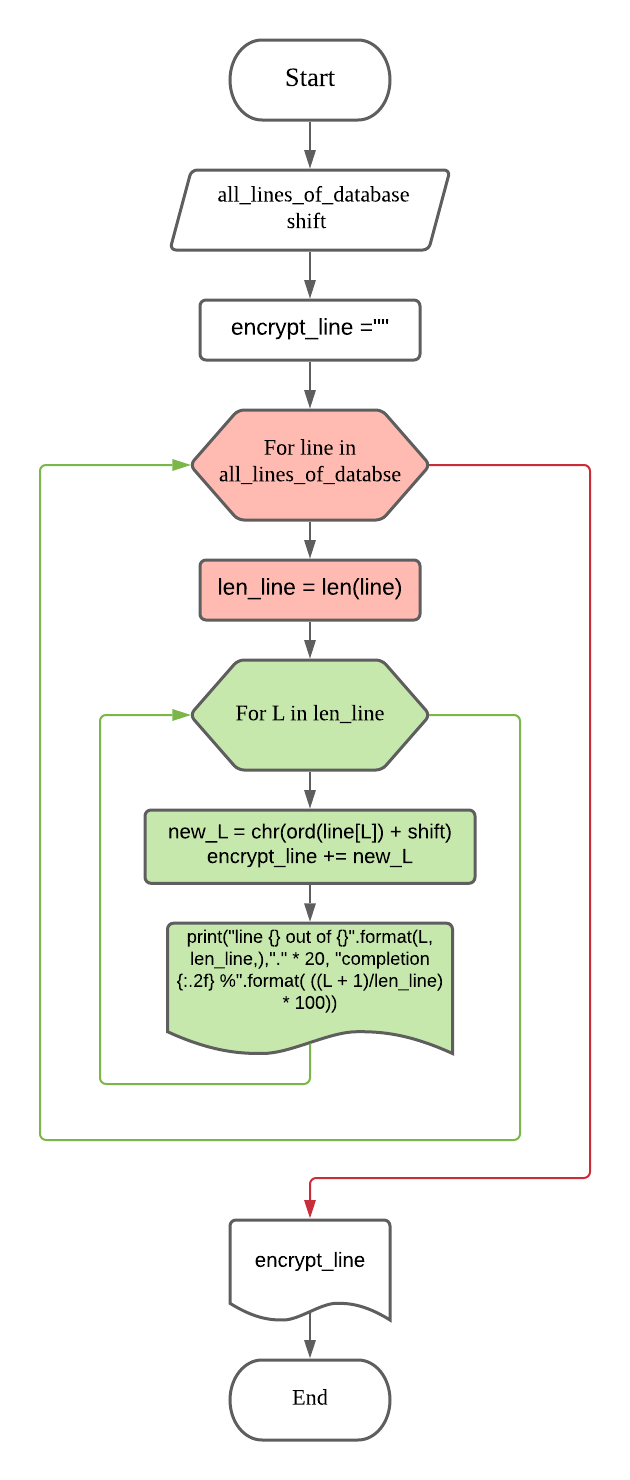 Start
all_lines_of_database
shift
encrypt_line =""
For line in
all_lines_of_databse
len_line = len(line)
For L in len_line
new_L = chr(ord(line[L]) + shift)
encrypt_line += new_L
print("line {} out of {}".format(L,
len_line,),"." * 20, "completion
{:.2f} %".format( ((L + 1)/len_line)
* 100))
encrypt_line
End